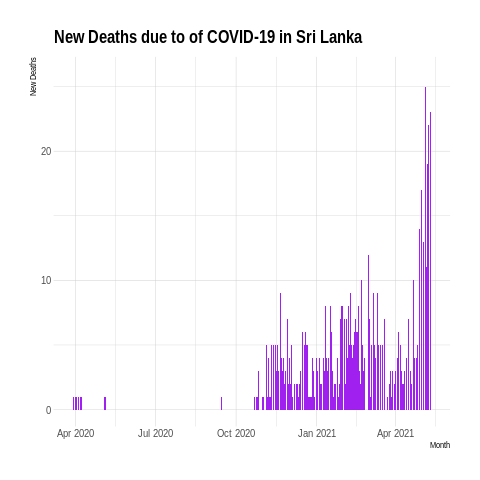 New Deaths due to of COVID-19 in Sri Lanka
New Deaths
20
10
0
Apr 2020 Jul 2020 Oct 2020 Jan 2021 Apr 2021
Month